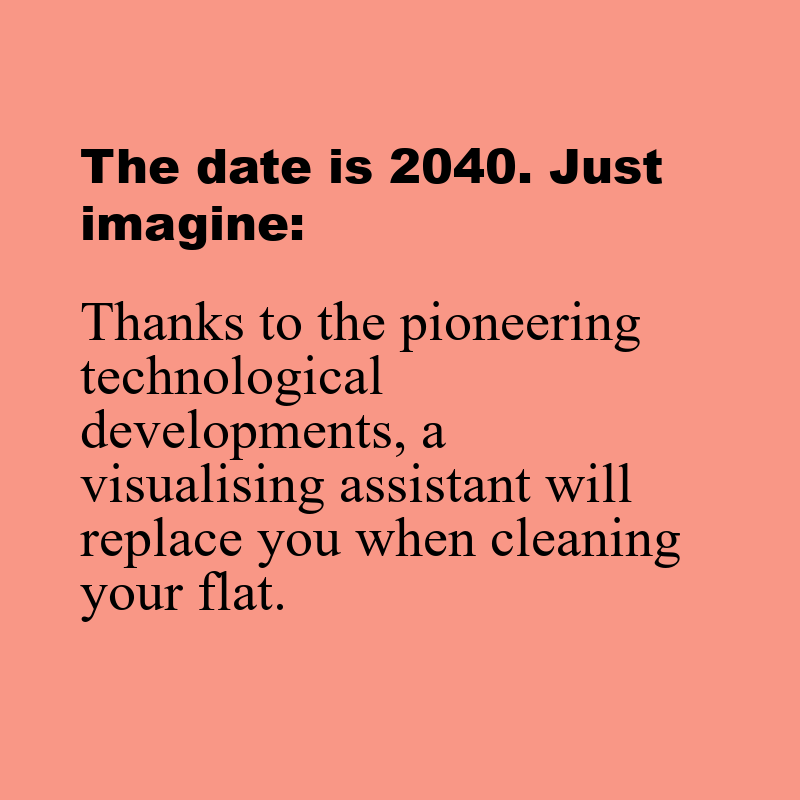 The date is 2040. Just
imagine:
Thanks to the pioneering
technological
developments, a
visualising assistant will
replace you when cleaning
your flat.